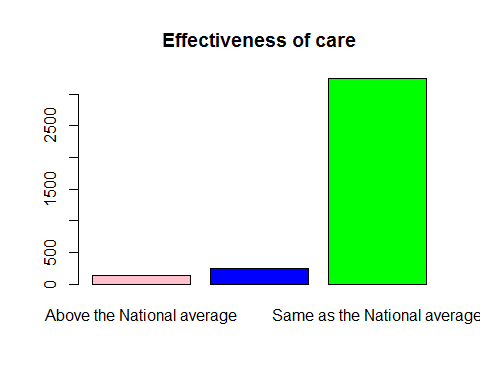 Effectiveness of care
2500
1500
500
0
Above the National average
Same as the National average